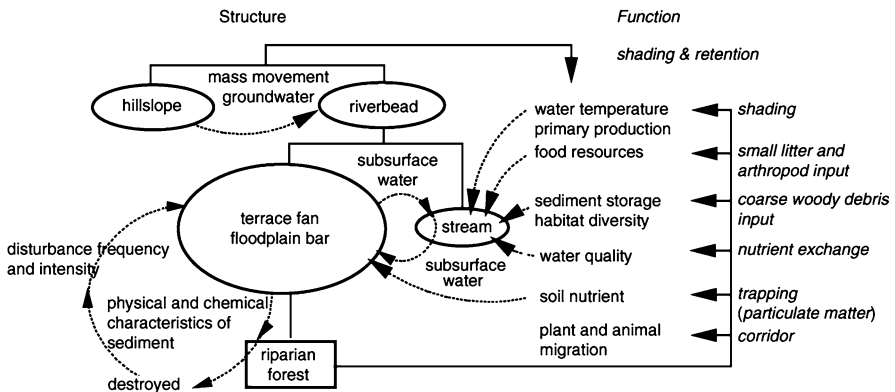 Structure
Function
shading & retention
mass movement
groundwater
hillslope
riverbead
water temperature
primary production
shading
food resources
small litter and
arthropod input
subsurface
water
terrace fan
floodplain bar
stream
sediment storage
habitat diversity
coarse woody debris
input
disturbance frequency
and intensity
water quality
nutrient exchange
subsurface
water
soil nutrient
trapping
(particulate matter)
physical and chemical
characteristics of
sediment
plant and animal
migration
corridor
riparian
forest
destroyed